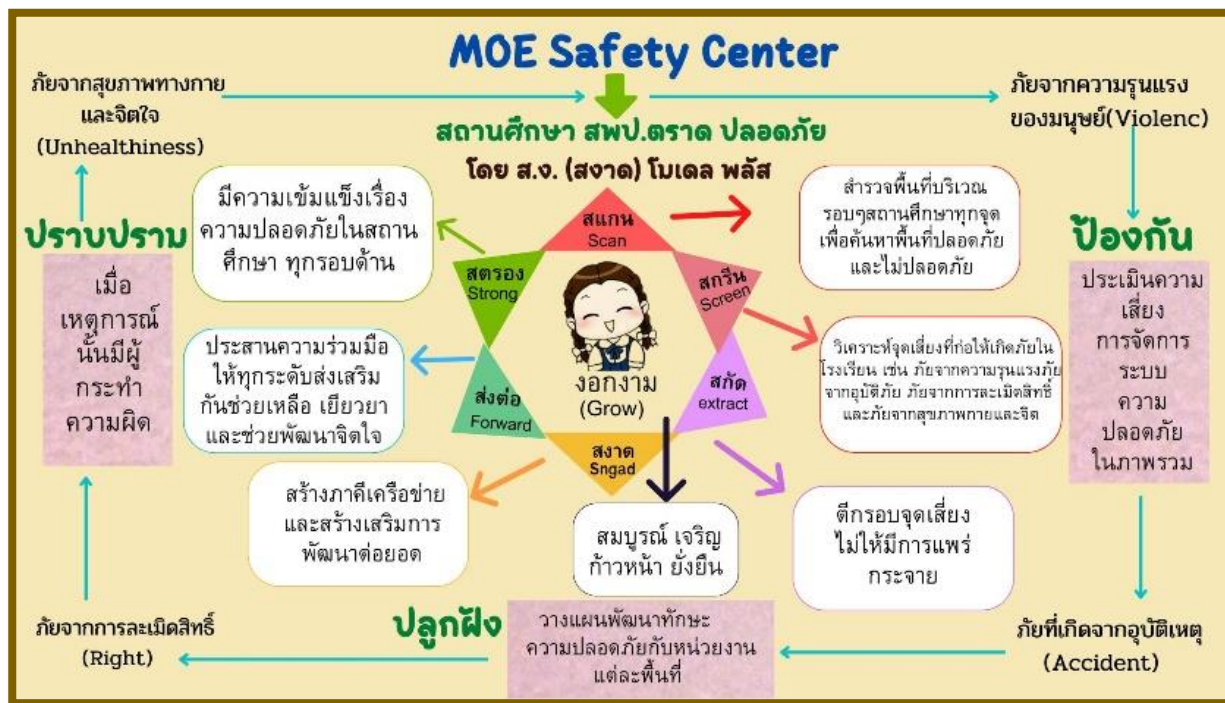 MOE Safety Center
สถานศึกษา สพป.ตราด ปลอดภัย
โดย ส.ง. (สงาด) โมเดล พลัส
ภัยจากสุขภาพทางกาย
และจิตใจ
(Unhealthiness)
ภัยจากความรุนแรง
ของมนุษย์(Violenc)
มีความเข้มแข็งเรื่อง
ความปลอดภัยในสถาน
ศึกษา ทุกรอบด้าน
สแกน
Scan
สำรวจพื้นที่บริเวณ
รอบๆสถานศึกษาทุกจุด
เพื่อค้นหาพื้นที่ปลอดภัย
และไม่ปลอดภัย
ปราบปราม
เมื่อ
เหตุการณ์
นั้นมีผู้
กระทำ
ความผิด
สตรอง
Strong
สกรีน
Screen
ป้องกัน
ประเมินความ
เสี่ยง
การจัดการ
ระบบ
ความ
ปลอดภัย
ในภาพรวม
ประสานความร่วมมือ
ให้ทุกระดับส่งเสริม
กันช่วยเหลือ เยียวยา
และช่วยพัฒนาจิตใจ
ส่งต่อ
Forward
งอกงาม
(Grow)
สกัด
extract
วิเคราะห์จุดเสี่ยงที่ก่อให้เกิดภัยใน
โรงเรียน เช่น ภัยจากความรุนแรงภัย
จากอุบัติภัย ภัยจากการละเมิดสิทธิ์
และภัยจากสุขภาพกายและจิต
สงาด
Sngad
สร้างภาคีเครือข่าย
และสร้างเสริมการ
พัฒนาต่อยอด
สมบูรณ์ เจริญ
ก้าวหน้า ยั่งยืน
ตีกรอบจุดเสี่ยง
ไม่ให้มีการแพร่
กระจาย
ภัยจากการละเมิดสิทธิ์
(Right)
ปลูกฝัง
วางแผนพัฒนาทักษะ
ความปลอดภัยกับหน่วยงาน
แต่ละพื้นที่
ภัยที่เกิดจากอุบัติเหตุ
(Accident)